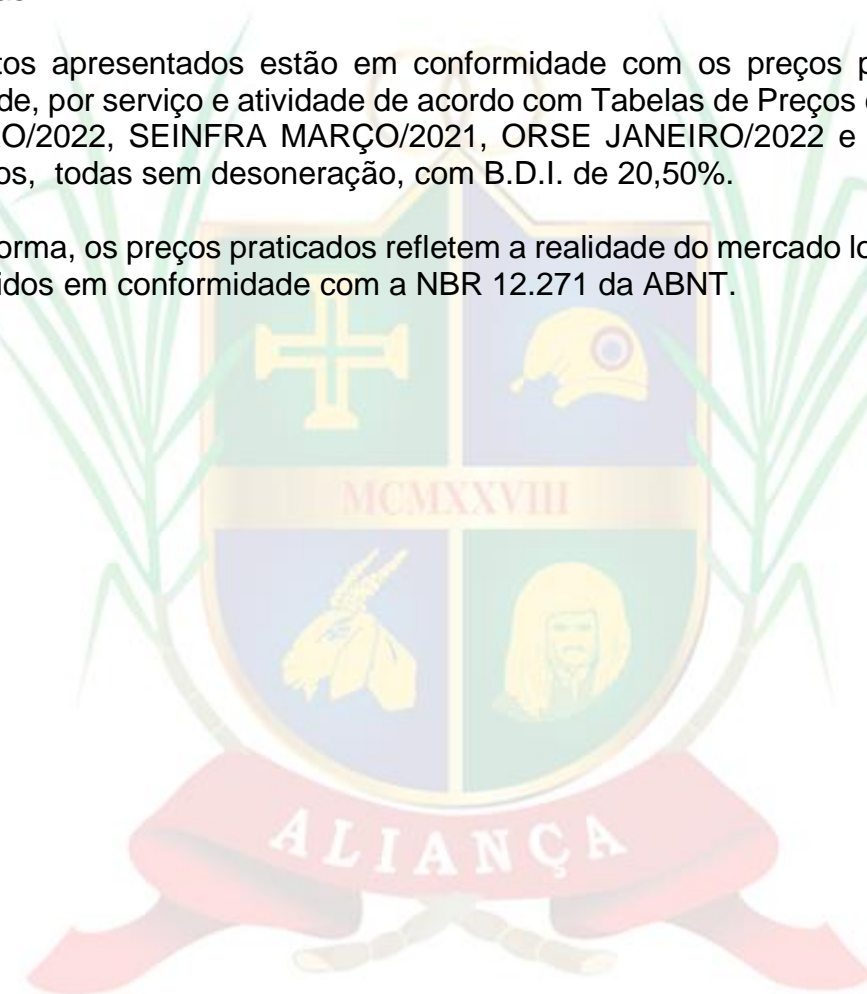 tos apresentados estão em conformidade com os preços p
de, por serviço e atividade de acordo com Tabelas de Preços
O/2022, SEINFRA MARÇO/2021, ORSE JANEIRO/2022 e
os, todas sem desoneração, com B.D.I. de 20,50%.
orma, os preços praticados refletem a realidade do mercado lo
idos em conformidade com a NBR 12.271 da ABNT.
MCMXXVIII
ALIANÇA